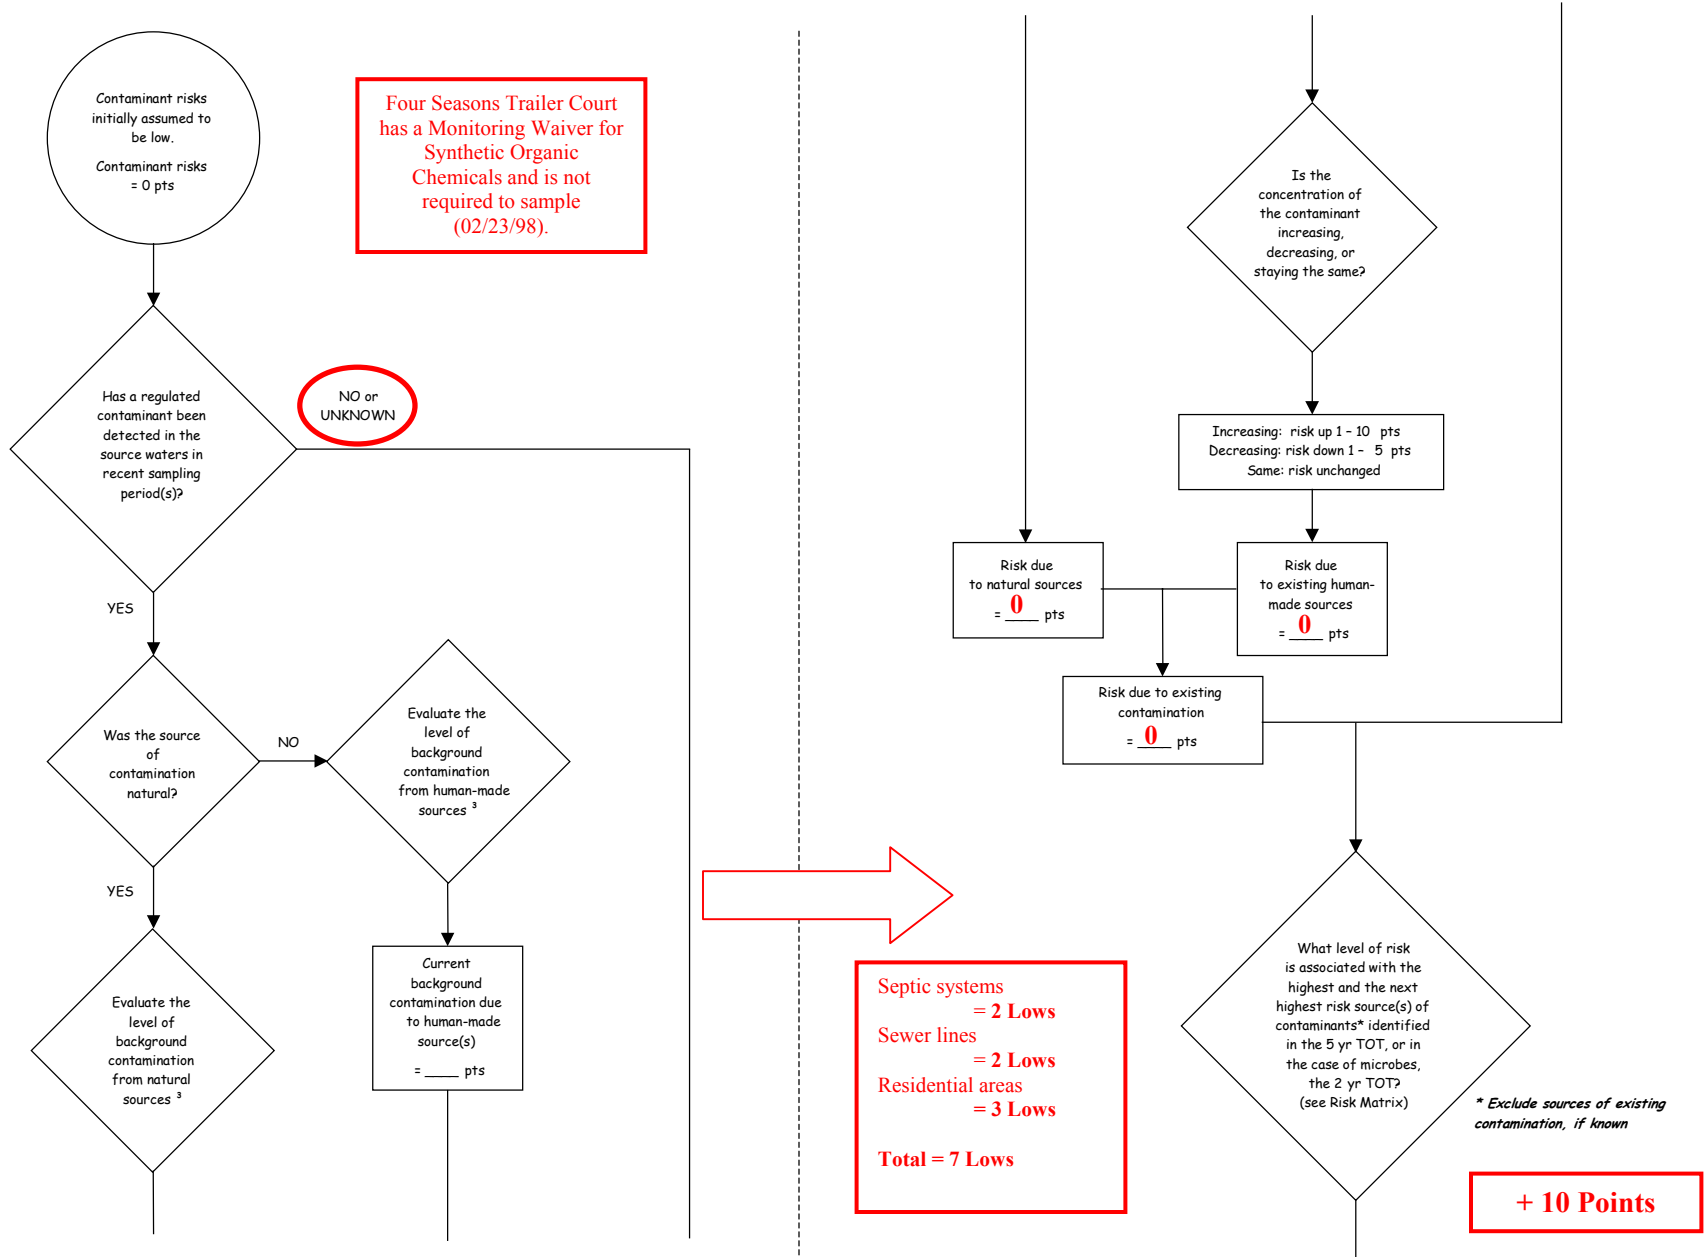 Contaminant risks
initially assumed to
be low.
Contaminant risks
= 0 pts
Four Seasons Trailer Court
has a Monitoring Waiver for
Synthetic Organic
Chemicals and is not
required to sample
(02/23/98).
Has a regulated
contaminant been
detected in the
source waters in
recent sampling
period(s)?
NO or
UNKNOWN
YES
Was the source
of
contamination
natural?
NO
Evaluate the
level of
background
contamination
from human-made
sources ³
YES
Evaluate the
level of
background
contamination
from natural
sources ³
Current
background
contamination due
to human-made
source(s)
= ____ pts
Is the
concentration of
the contaminant
increasing,
decreasing, or
staying the same?
Increasing: risk up 1 – 10 pts
Decreasing: risk down 1 – 5 pts
Same: risk unchanged
Risk due
to natural sources
= 0 pts
Risk due
to existing human-
made sources
= 0 pts
Risk due to existing
contamination
= 0 pts
Septic systems
= 2 Lows
Sewer lines
= 2 Lows
Residential areas
= 3 Lows
Total = 7 Lows
What level of risk
is associated with the
highest and the next
highest risk source(s) of
contaminants* identified
in the 5 yr TOT, or in
the case of microbes,
the 2 yr TOT?
(see Risk Matrix)
* Exclude sources of existing
contamination, if known
+ 10 Points